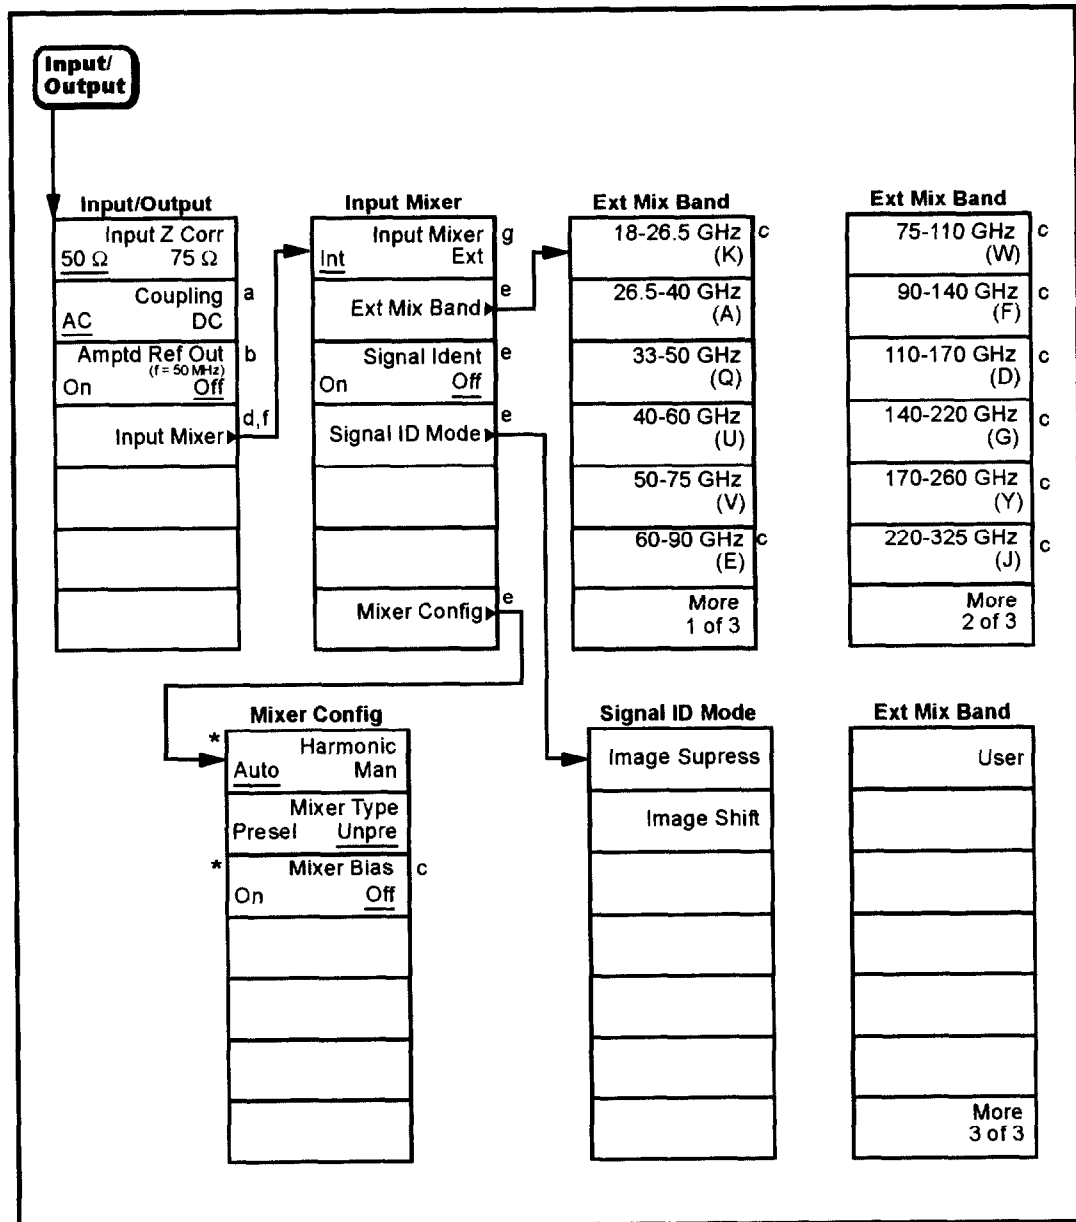 Input/
Output
Input/Output
Input Z Corr
50 Ω 75 Ω
Coupling a
AC DC
Amptd Ref Out b
(f = 50 MHz)
On Off
Input Mixer d,f
Input Mixer
Input Mixer g
Int Ext
Ext Mix Band e
Signal Ident e
On Off
Signal ID Mode e
Mixer Config e
Ext Mix Band
18-26.5 GHz c
(K)
26.5-40 GHz
(A)
33-50 GHz
(Q)
40-60 GHz
(U)
50-75 GHz
(V)
60-90 GHz c
(E)
More
1 of 3
Ext Mix Band
75-110 GHz c
(W)
90-140 GHz c
(F)
110-170 GHz c
(D)
140-220 GHz c
(G)
170-260 GHz c
(Y)
220-325 GHz c
(J)
More
2 of 3
Mixer Config
* Harmonic
Auto Man
Mixer Type
Presel Unpre
* Mixer Bias c
On Off
Signal ID Mode
Image Supress
Image Shift
Ext Mix Band
User
More
3 of 3